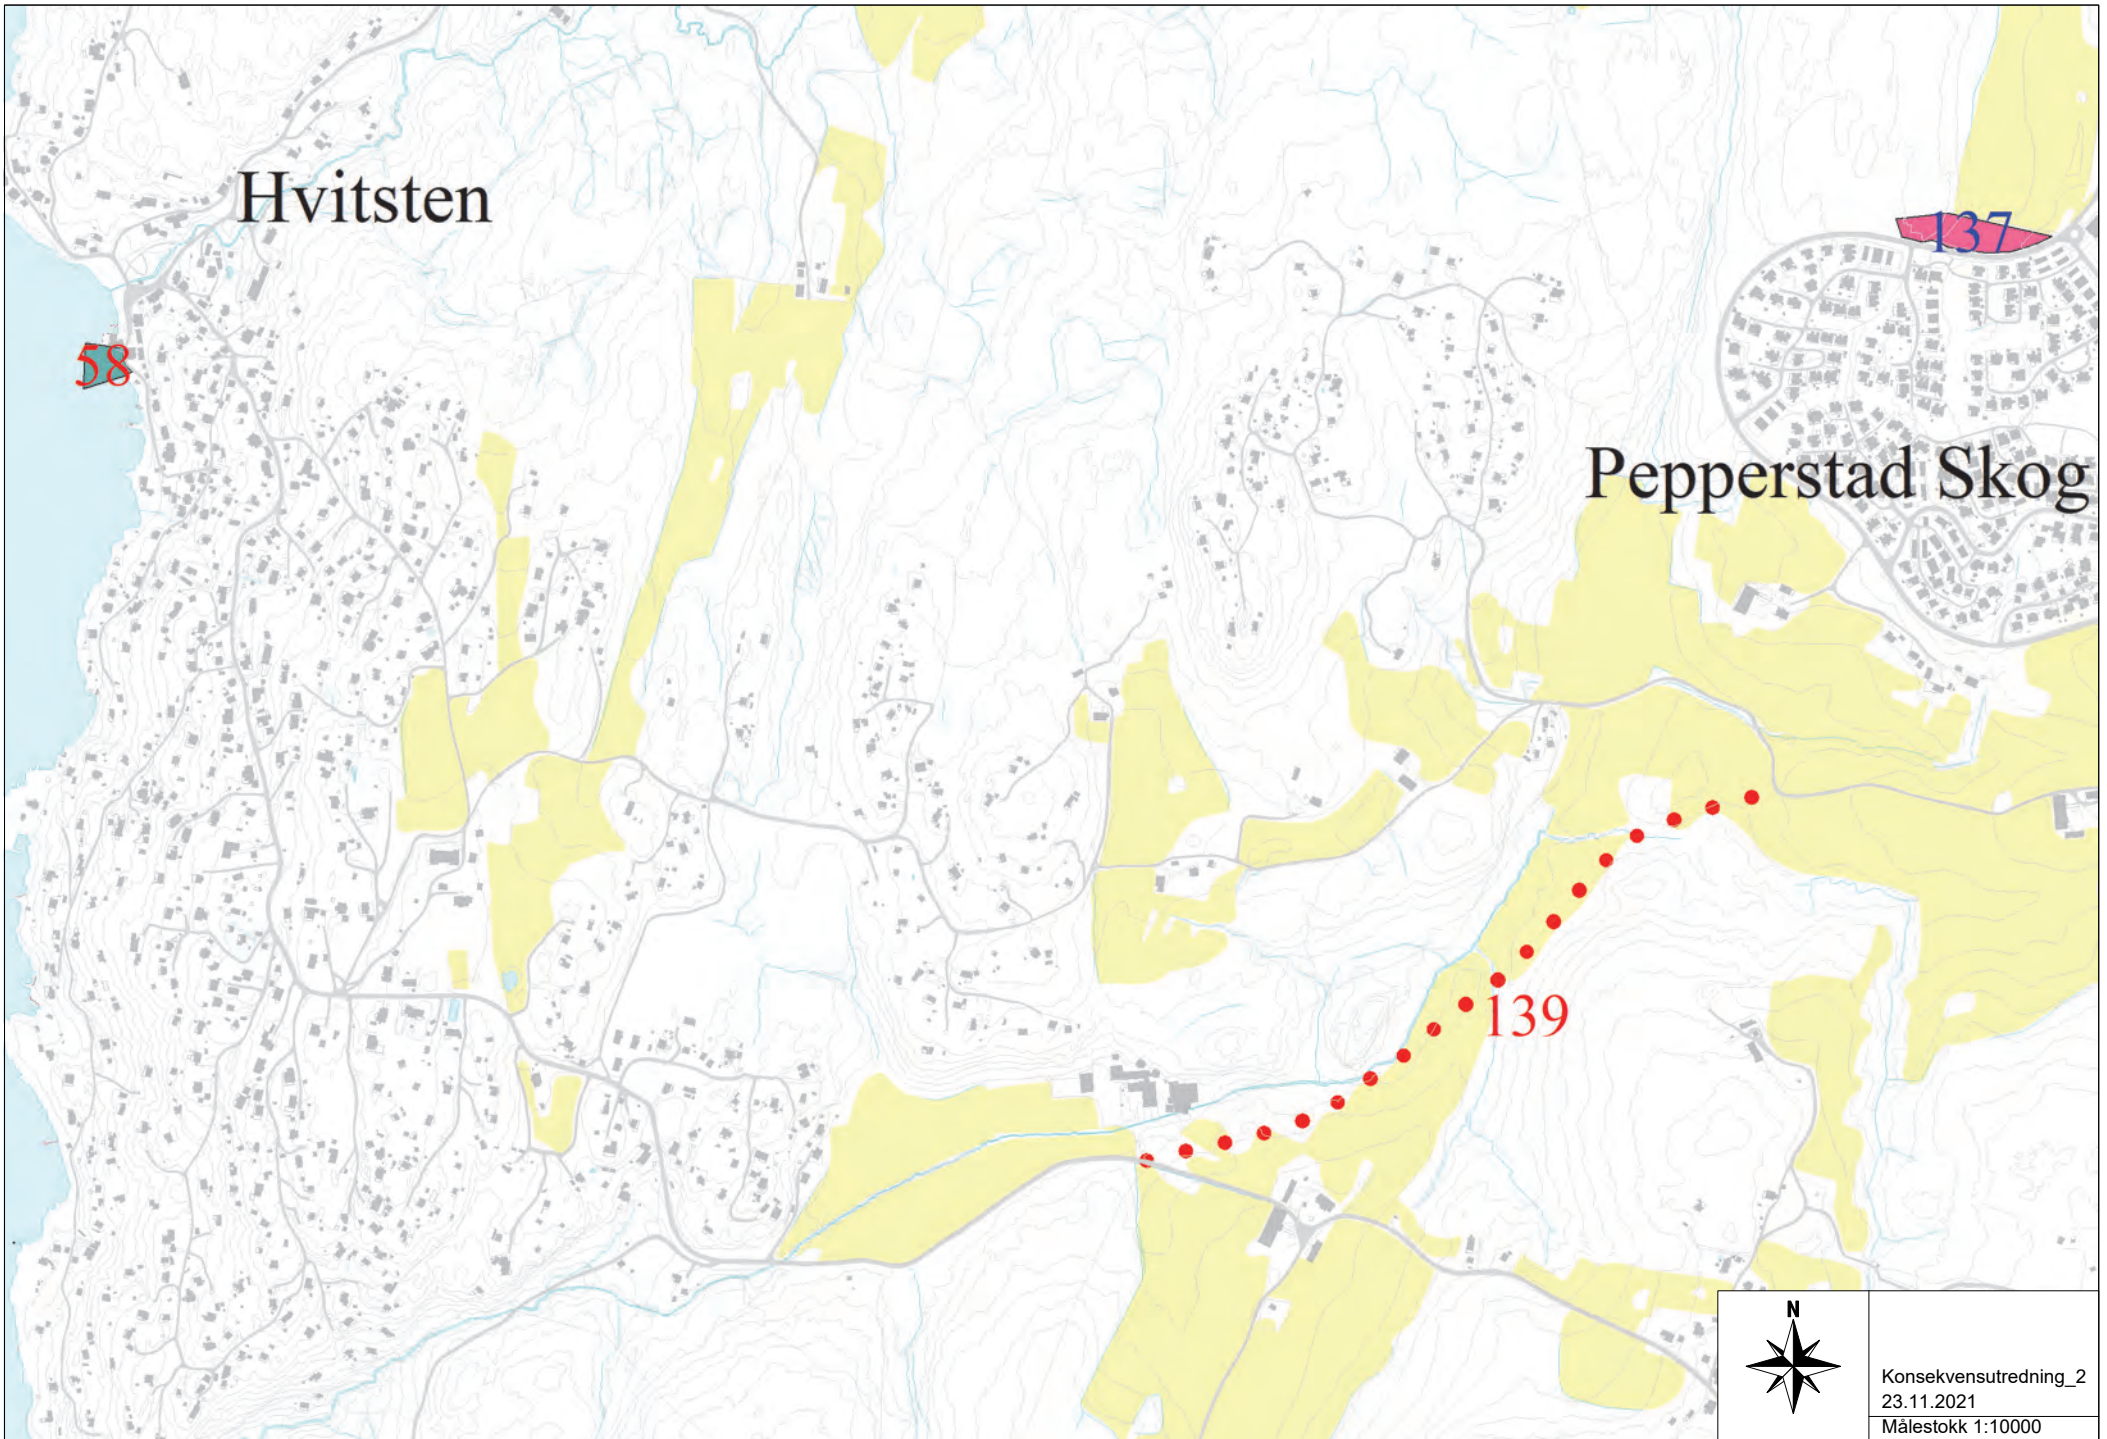 Hvitsten
137
58
Pepperstad Skog
139
N
Konsekvensutredning_2
23.11.2021
Målestokk 1:10000